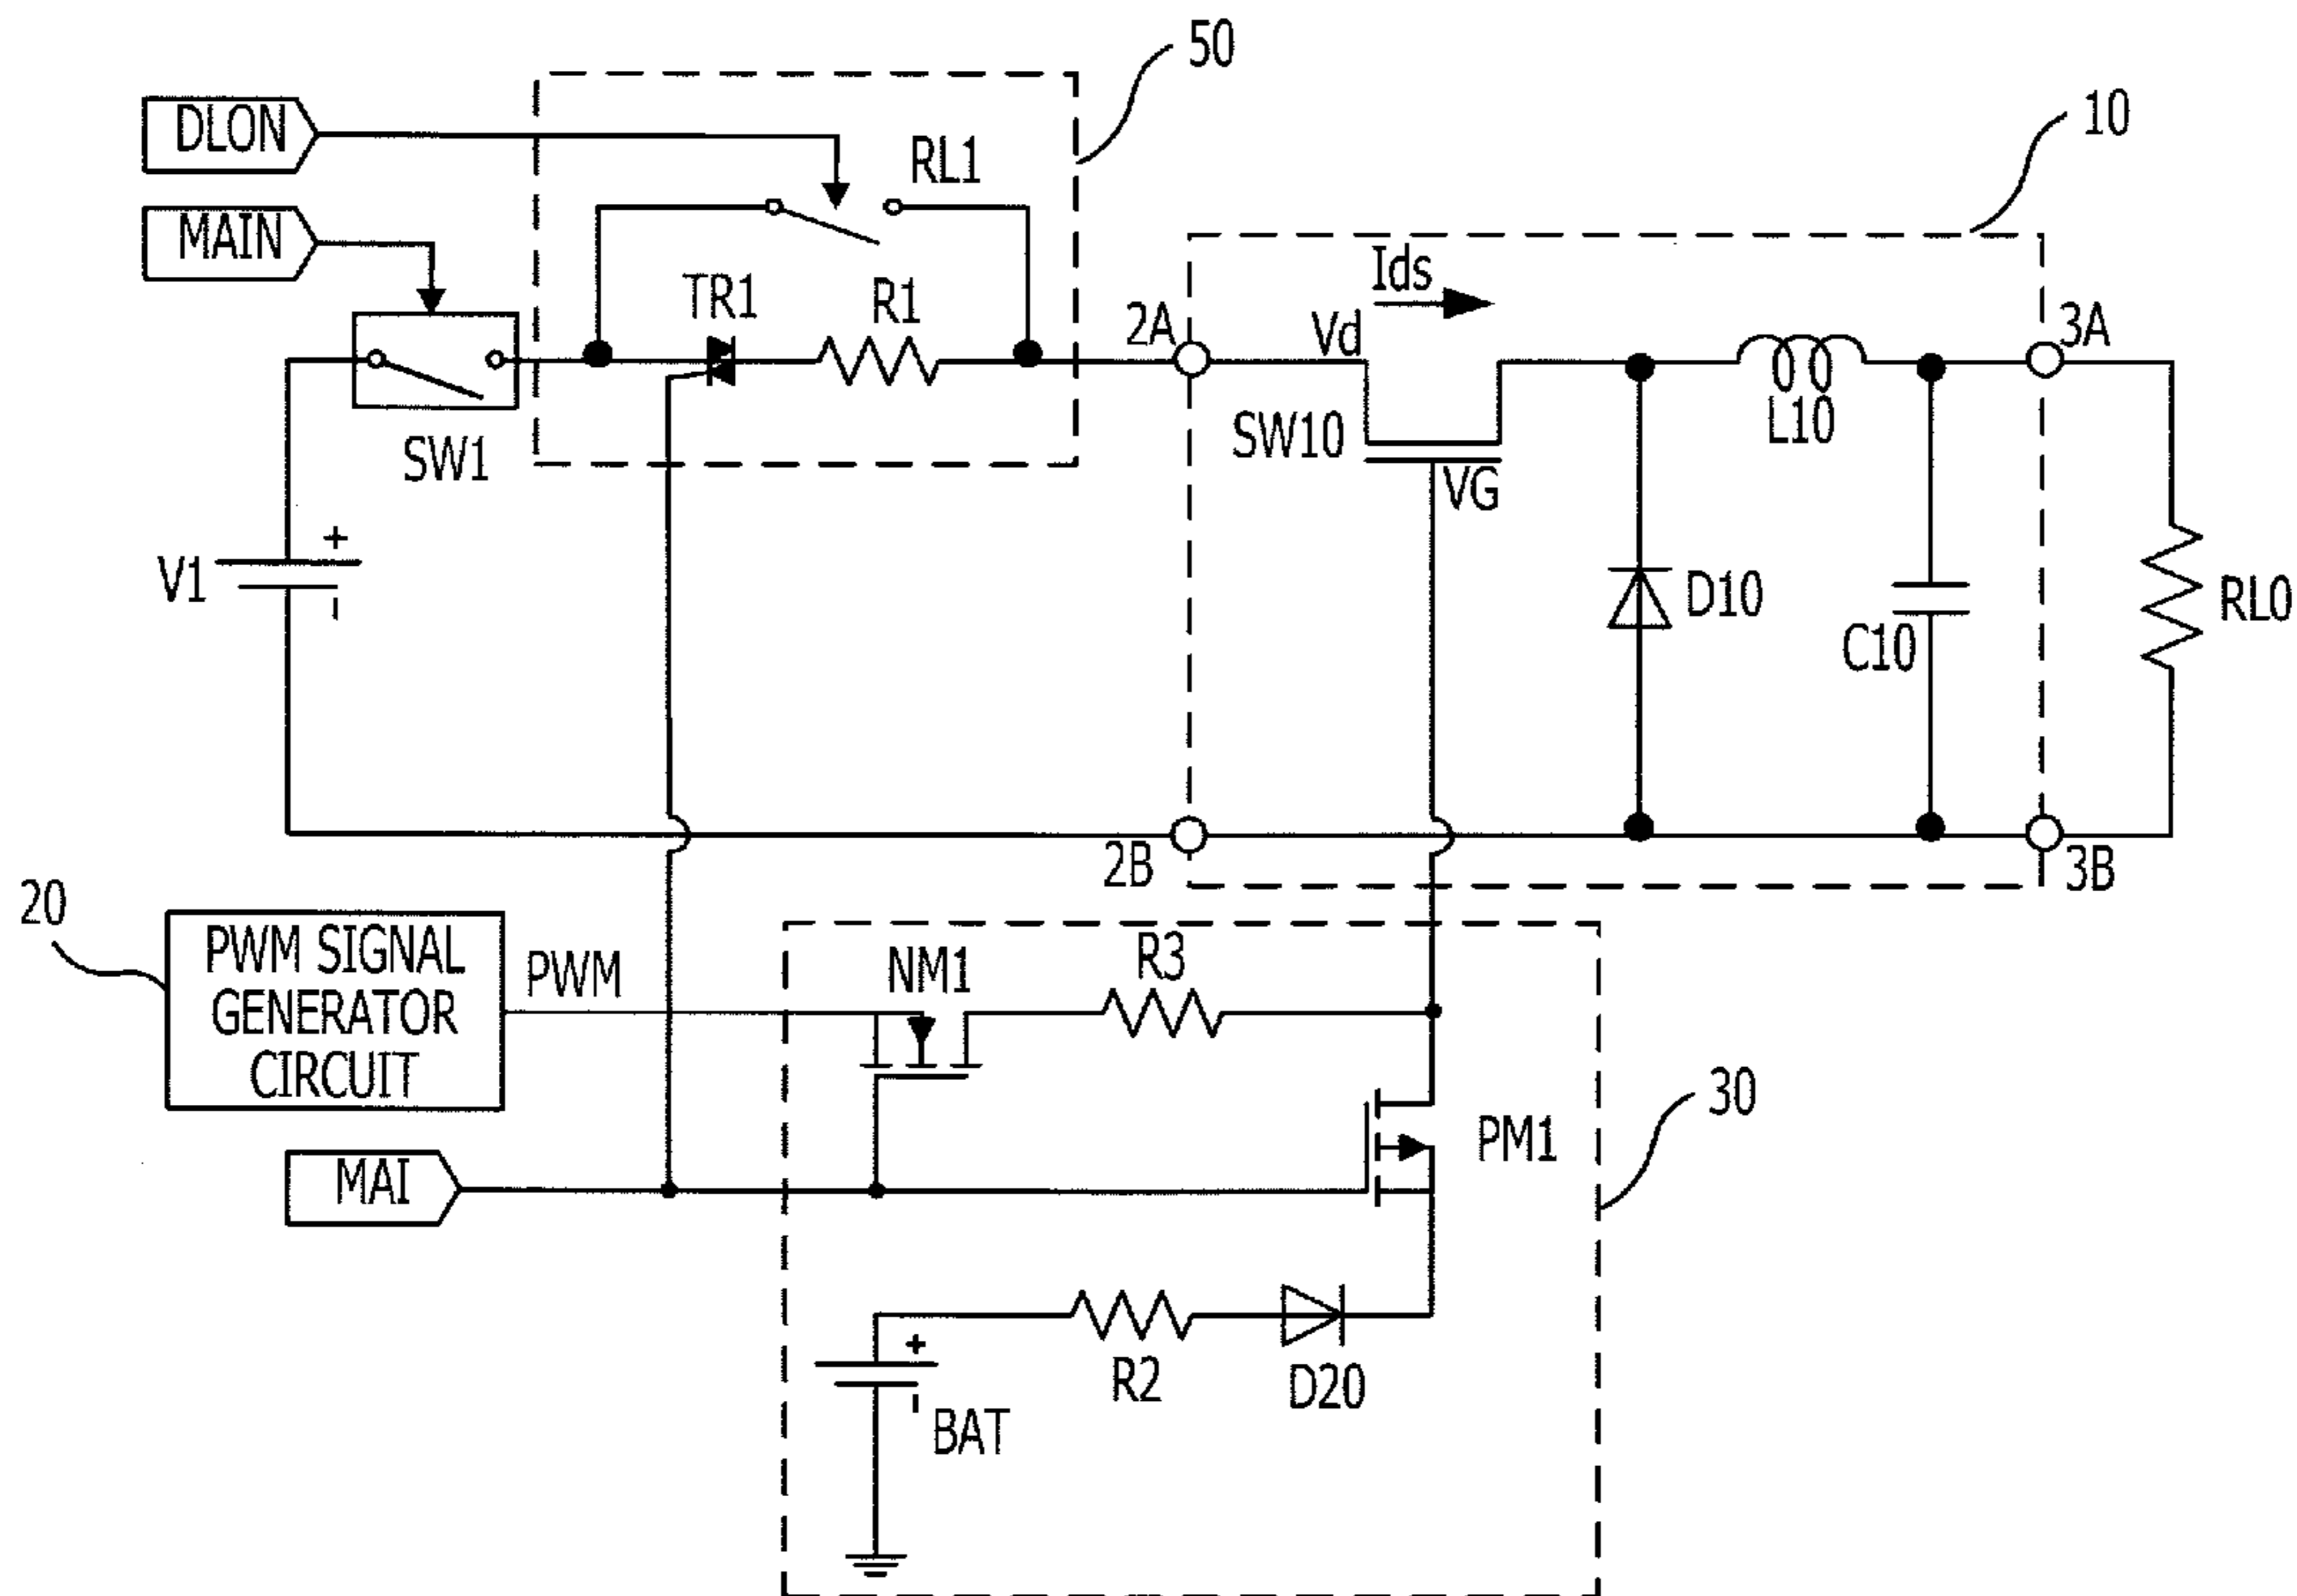 50
DLON
10
RL1
MAIN
Ids
TR1
R1
2A
Vd
3A
SW10
L10
SW1
VG
+
V1
-
D10
RL0
C10
2B
3B
20
PWM SIGNAL
GENERATOR
CIRCUIT
PWM
NM1
R3
30
PM1
MAI
+
R2
D20
-
BAT